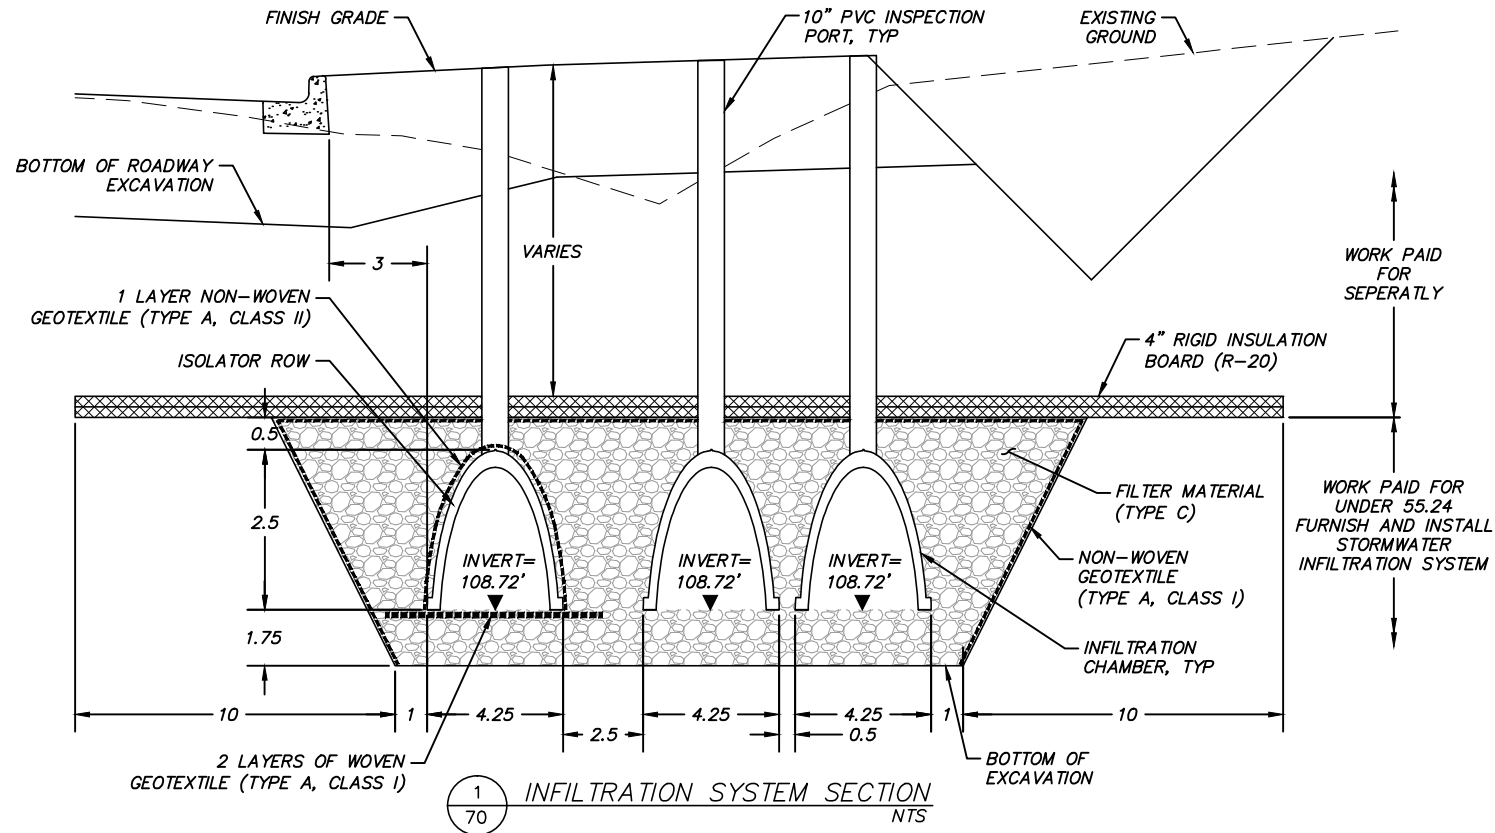 FINISH GRADE
10" PVC INSPECTION
PORT, TYP
EXISTING
GROUND
BOTTOM OF ROADWAY
EXCAVATION
VARIES
3
WORK PAID
FOR
SEPERATLY
1 LAYER NON-WOVEN
GEOTEXTILE (TYPE A, CLASS II)
ISOLATOR ROW
4" RIGID INSULATION
BOARD (R-20)
0.5
2.5
1.75
INVERT=
108.72'
INVERT=
108.72'
INVERT=
108.72'
FILTER MATERIAL
(TYPE C)
WORK PAID FOR
UNDER 55.24
FURNISH AND INSTALL
STORMWATER
INFILTRATION SYSTEM
NON-WOVEN
GEOTEXTILE
(TYPE A, CLASS I)
INFILTRATION
CHAMBER, TYP
10
1
4.25
2.5
4.25
4.25
0.5
1
10
2 LAYERS OF WOVEN
GEOTEXTILE (TYPE A, CLASS I)
BOTTOM OF
EXCAVATION
1
70
INFILTRATION SYSTEM SECTION
NTS